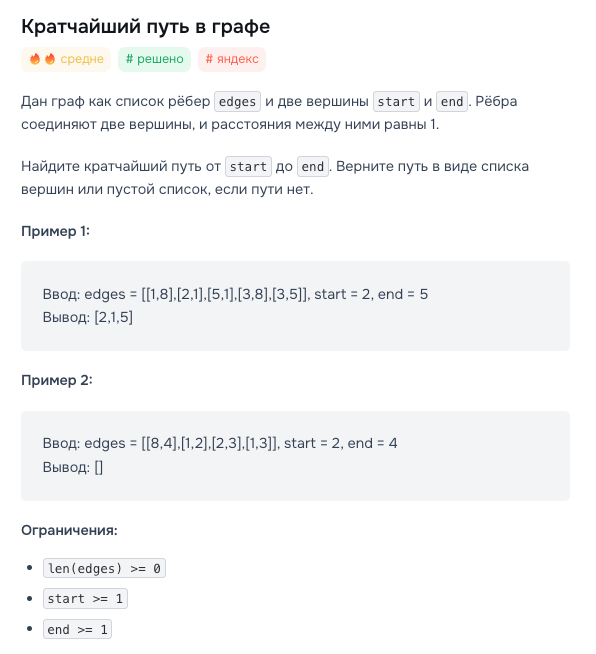 Кратчайший путь в графе
средне # решено # яндекс
Дан граф как список рёбер edges и две вершины start и end. Рёбра
соединяют две вершины, и расстояния между ними равны 1.
Найдите кратчайший путь от start до end. Верните путь в виде списка
вершин или пустой список, если пути нет.
Пример 1:
Ввод: edges = [[1,8],[2,1],[5,1],[3,8],[3,5]], start = 2, end = 5
Вывод: [2,1,5]
Пример 2:
Ввод: edges = [[8,4],[1,2],[2,3],[1,3]], start = 2, end = 4
Вывод: []
Ограничения:
• len(edges) >= 0
• start >= 1
• end >= 1